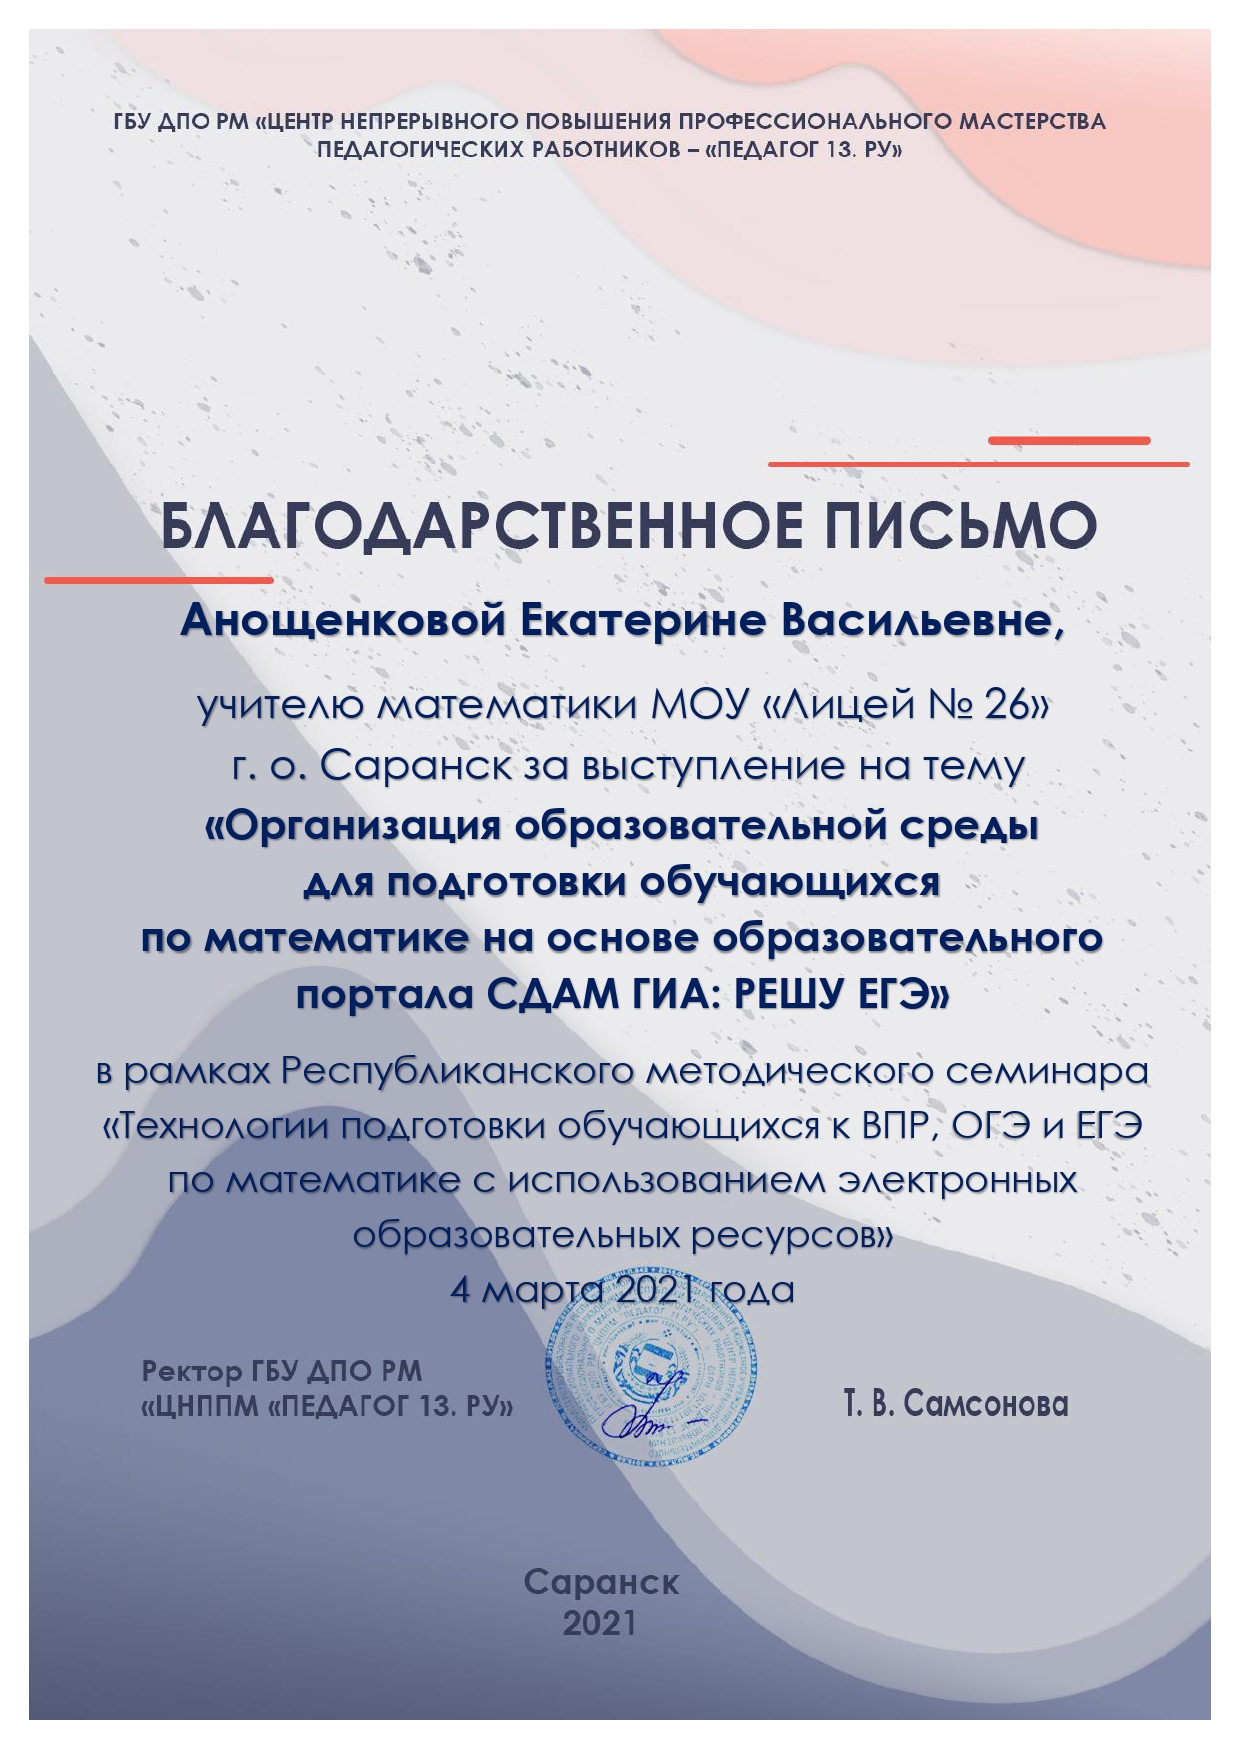 ГБУ ДПО РМ «ЦЕНТР НЕПРЕРЫВНОГО ПОВЫШЕНИЯ ПРОФЕССИОНАЛЬНОГО МАСТЕРСТВА
ПЕДАГОГИЧЕСКИХ РАБОТНИКОВ – «ПЕДАГОГ 13. РУ»
БЛАГОДАРСТВЕННОЕ ПИСЬМО
Анощенковой Екатерине Васильевне,
учителю математики МОУ «Лицей № 26»
г. о. Саранск за выступление на тему
«Организация образовательной среды
для подготовки обучающихся
по математике на основе образовательного
портала СДАМ ГИА: РЕШУ ЕГЭ»
в рамках Республиканского методического семинара
«Технологии подготовки обучающихся к ВПР, ОГЭ и ЕГЭ
по математике с использованием электронных
образовательных ресурсов»
4 марта 2021 года
Ректор ГБУ ДПО РМ
«ЦНППМ «ПЕДАГОГ 13. РУ»
Т. В. Самсонова
Саранск
2021